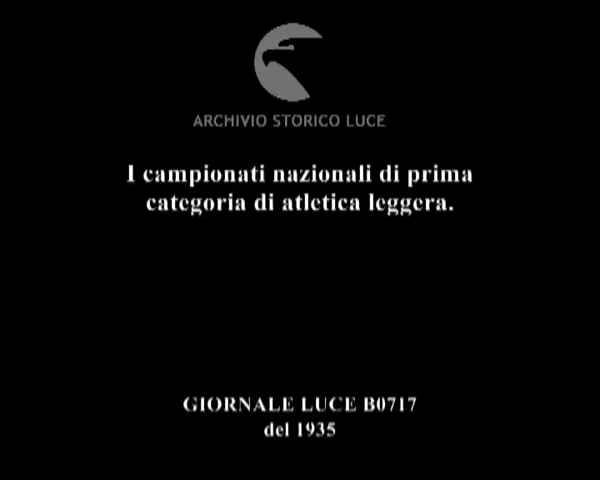 ARCHIVIO STORICO LUCE
I campionati nazionali di prima
categoria di atletica leggera.
GIORNALE LUCE B0717
del 1935